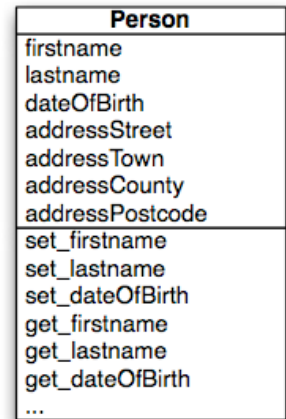 Person
firstname
lastname
dateOfBirth
addressStreet
addressTown
addressCounty
addressPostcode
set_firstname
set_lastname
set_dateOfBirth
get_firstname
get_lastname
get_dateOfBirth
...